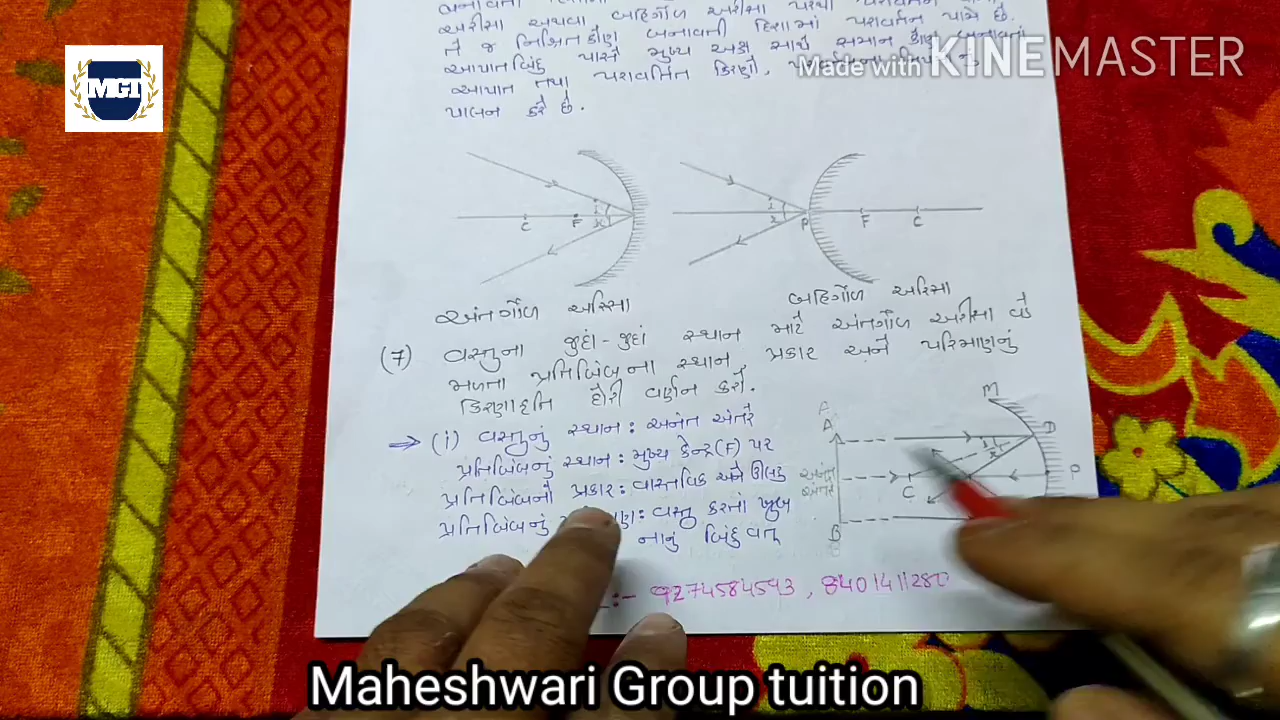 અરીસા અથવા બહિર્ગોળ અરીસા પરથી પરાવર્તન પામે છે.
તે જ નિશ્ચિત કોણ બનાવતી દિશામાં
આપાતબિંદુ પાસે મુખ્ય અક્ષ સાથે સમાન કોણ બનાવતાં
આપાત તથા પરાવર્તિત કિરણો,
પાલન કરે છે.
Made with KINEMASTER
MGT
C F i r
i r P F C
અંતર્ગોળ અરિસા
બહિર્ગોળ અરિસા
(7) વસ્તુના જુદાં-જુદાં સ્થાન માટે અંતર્ગોળ અરીસા વડે
મળતા પ્રતિબિંબના સ્થાન, પ્રકાર અને પરિમાણનું
કિરણાકૃતિ દોરી વર્ણન કરો.
⇒ (i) વસ્તુનું સ્થાન : અનંત અંતરે
પ્રતિબિંબનું સ્થાન : મુખ્ય કેન્દ્ર (F) પર
પ્રતિબિંબનો પ્રકાર : વાસ્તવિક અને ઊલટુ
પ્રતિબિંબનું : વસ્તુ કરતાં ખુબ
નાનું બિંદુવત્
M
A D
i r
અનંત અંતરે
C P
B
:- 9274584593 , 8401411280
Maheshwari Group tuition